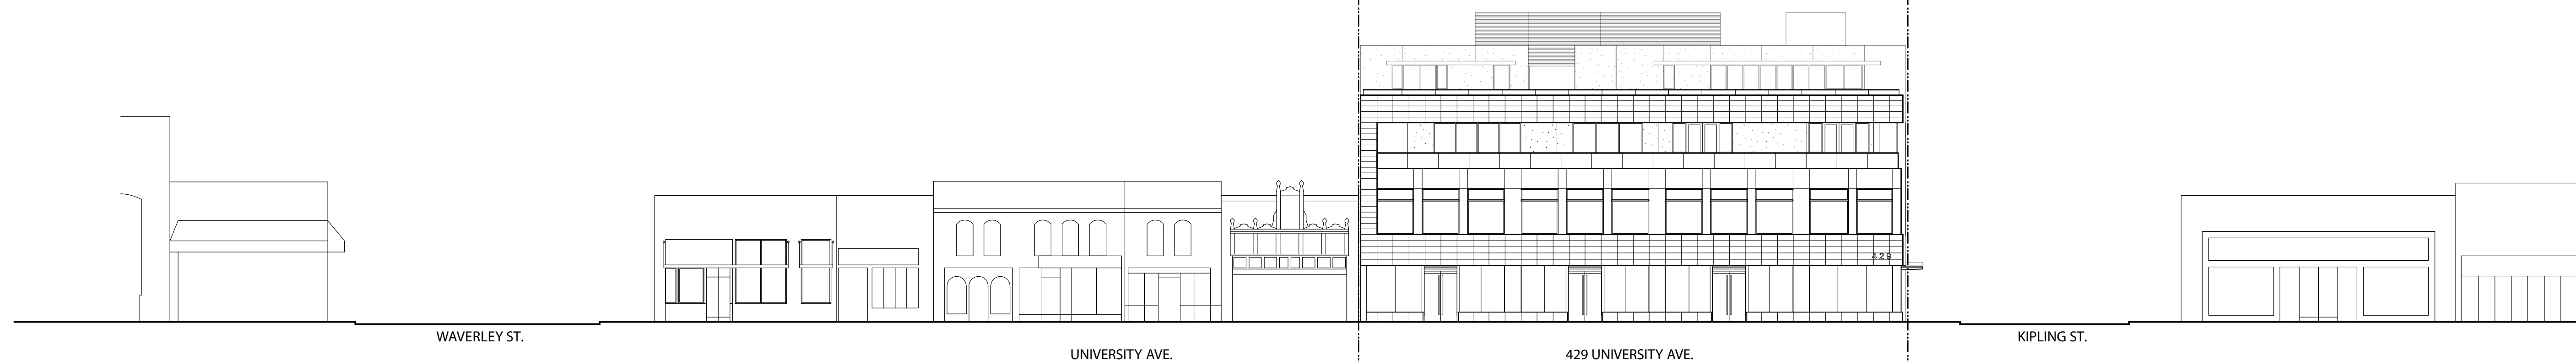 429
WAVERLEY ST.
KIPLING ST.
UNIVERSITY AVE.
429 UNIVERSITY AVE.